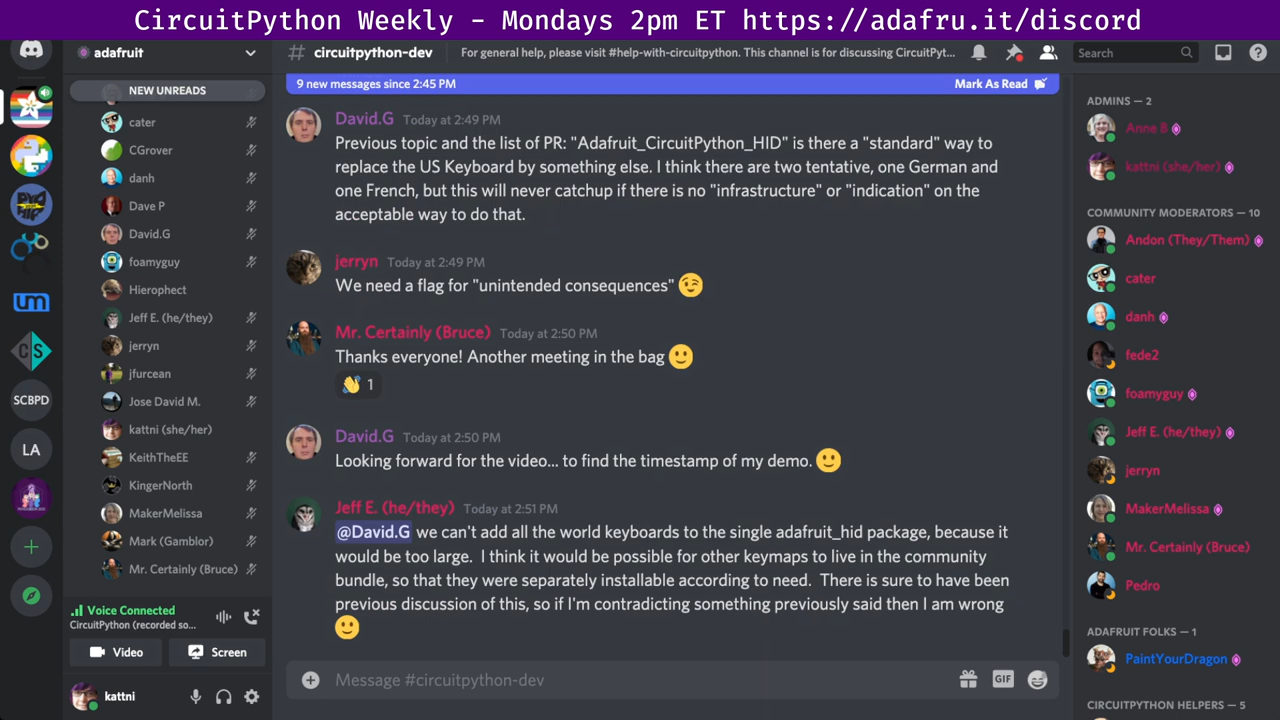 CircuitPython Weekly - Mondays 2pm ET https://adafru.it/discord
adafruit
NEW UNREADS
cater
CGrover
danh
Dave P
David.G
foamyguy
Hierophect
Jeff E. (he/they)
jerryn
jfurcean
Jose David M.
kattni (she/her)
KeithTheEE
KingerNorth
MakerMelissa
Mark (Gamblor)
Mr. Certainly (Bruce)
Voice Connected
CircuitPython (recorded so...
Video
Screen
kattni
UM
CS
SCBPD
LA
# circuitpython-dev
For general help, please visit #help-with-circuitpython. This channel is for discussing CircuitPyt...
Search
9 new messages since 2:45 PM
Mark As Read
David.G Today at 2:49 PM
Previous topic and the list of PR: "Adafruit_CircuitPython_HID" is there a "standard" way to
replace the US Keyboard by something else. I think there are two tentative, one German and
one French, but this will never catchup if there is no "infrastructure" or "indication" on the
acceptable way to do that.
jerryn Today at 2:49 PM
We need a flag for "unintended consequences" 😉
Mr. Certainly (Bruce) Today at 2:50 PM
Thanks everyone! Another meeting in the bag 🙂
👏 1
David.G Today at 2:50 PM
Looking forward for the video... to find the timestamp of my demo. 🙂
Jeff E. (he/they) Today at 2:51 PM
@David.G we can't add all the world keyboards to the single adafruit_hid package, because it
would be too large. I think it would be possible for other keymaps to live in the community
bundle, so that they were separately installable according to need. There is sure to have been
previous discussion of this, so if I'm contradicting something previously said then I am wrong
🙂
Message #circuitpython-dev
GIF
ADMINS — 2
Anne B
kattni (she/her)
COMMUNITY MODERATORS — 10
Andon (They/Them)
cater
danh
fede2
foamyguy
Jeff E. (he/they)
jerryn
MakerMelissa
Mr. Certainly (Bruce)
Pedro
ADAFRUIT FOLKS — 1
PaintYourDragon
CIRCUITPYTHON HELPERS — 5